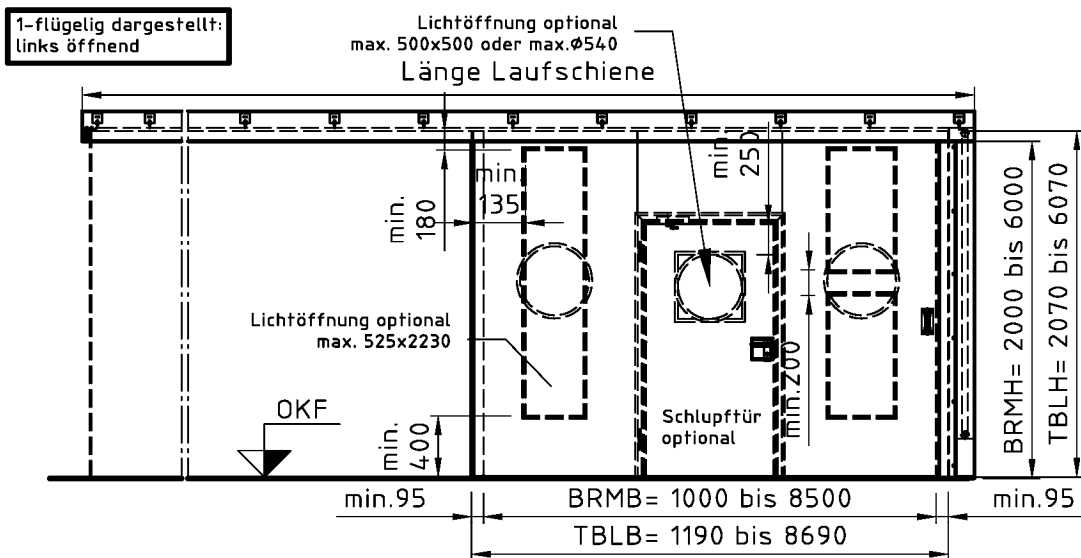 1-flügelig dargestellt:
links öffnend
Lichtöffnung optional
max. 500x500 oder max.Ø540
Länge Laufschiene
min.
180
min.
135
min
250
Lichtöffnung optional
max. 525x2230
OKF
min.
400
Schlupftür
optional
min.200
BRMH= 2000 bis 6000
TBLH= 2070 bis 6070
min.95
BRMB= 1000 bis 8500
min.95
TBLB= 1190 bis 8690